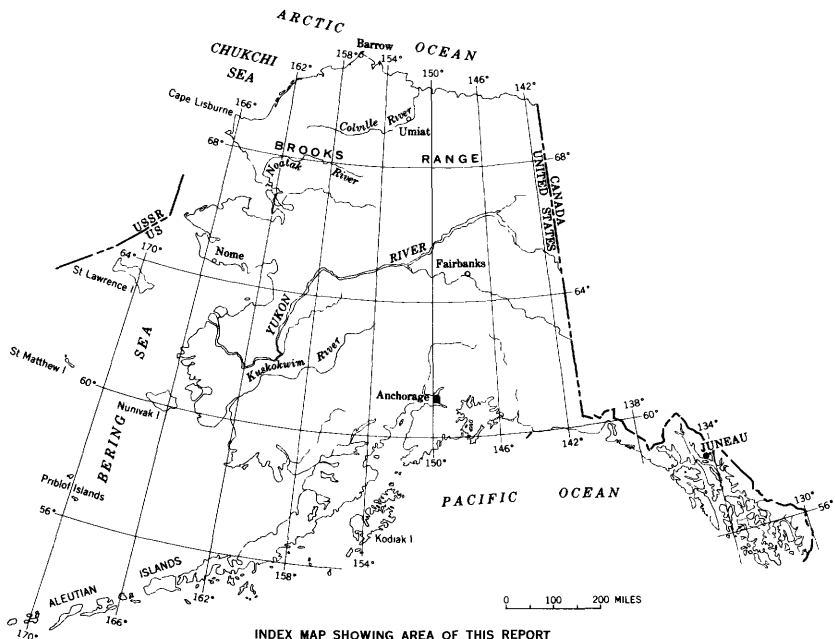 ARCTIC OCEAN
CHUKCHI
SEA
Barrow
166°
162°
158°
154°
150°
146°
142°
Cape Lisburne
68°
Colville River
Umiat
BROOKS RANGE
Noatak
River
68°
UNITED STATES
CANADA
USSR
US
170°
64°
St Lawrence I
Nome
YUKON RIVER
Fairbanks
64°
SEA
BERING
St Matthew I
60°
Nunivak I
Kuskokwim River
Anchorage
150°
146°
142°
138°
60°
134°
JUNEAU
130°
56°
PACIFIC OCEAN
Priblof Islands
56°
Kodiak I
154°
158°
162°
166°
170°
ALEUTIAN ISLANDS
0 100 200 MILES
INDEX MAP SHOWING AREA OF THIS REPORT